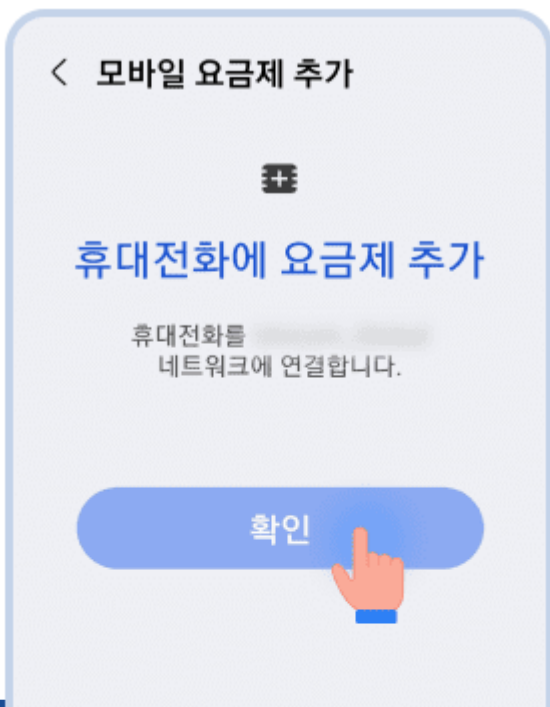 모바일 요금제 추가
휴대전화에 요금제 추가
휴대전화를
네트워크에 연결합니다.
확인